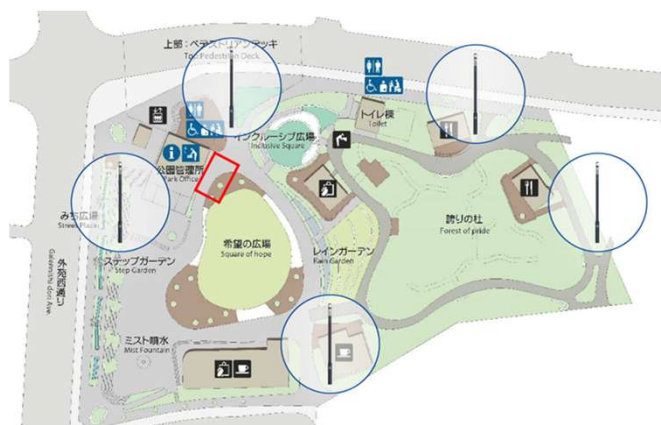 上部：ペデストリアンデッキ
Top:Pedestrian Deck
インクルーシブ広場
Inclusive Square
トイレ棟
Toilet
公園管理所
Park Office
みち広場
Street Plaza
希望の広場
Square of hope
レインガーデン
Rain Garden
誇りの杜
Forest of pride
ステップガーデン
Step Garden
外苑西通り
Gaiennishi-dori Ave.
ミスト噴水
Mist Fountain